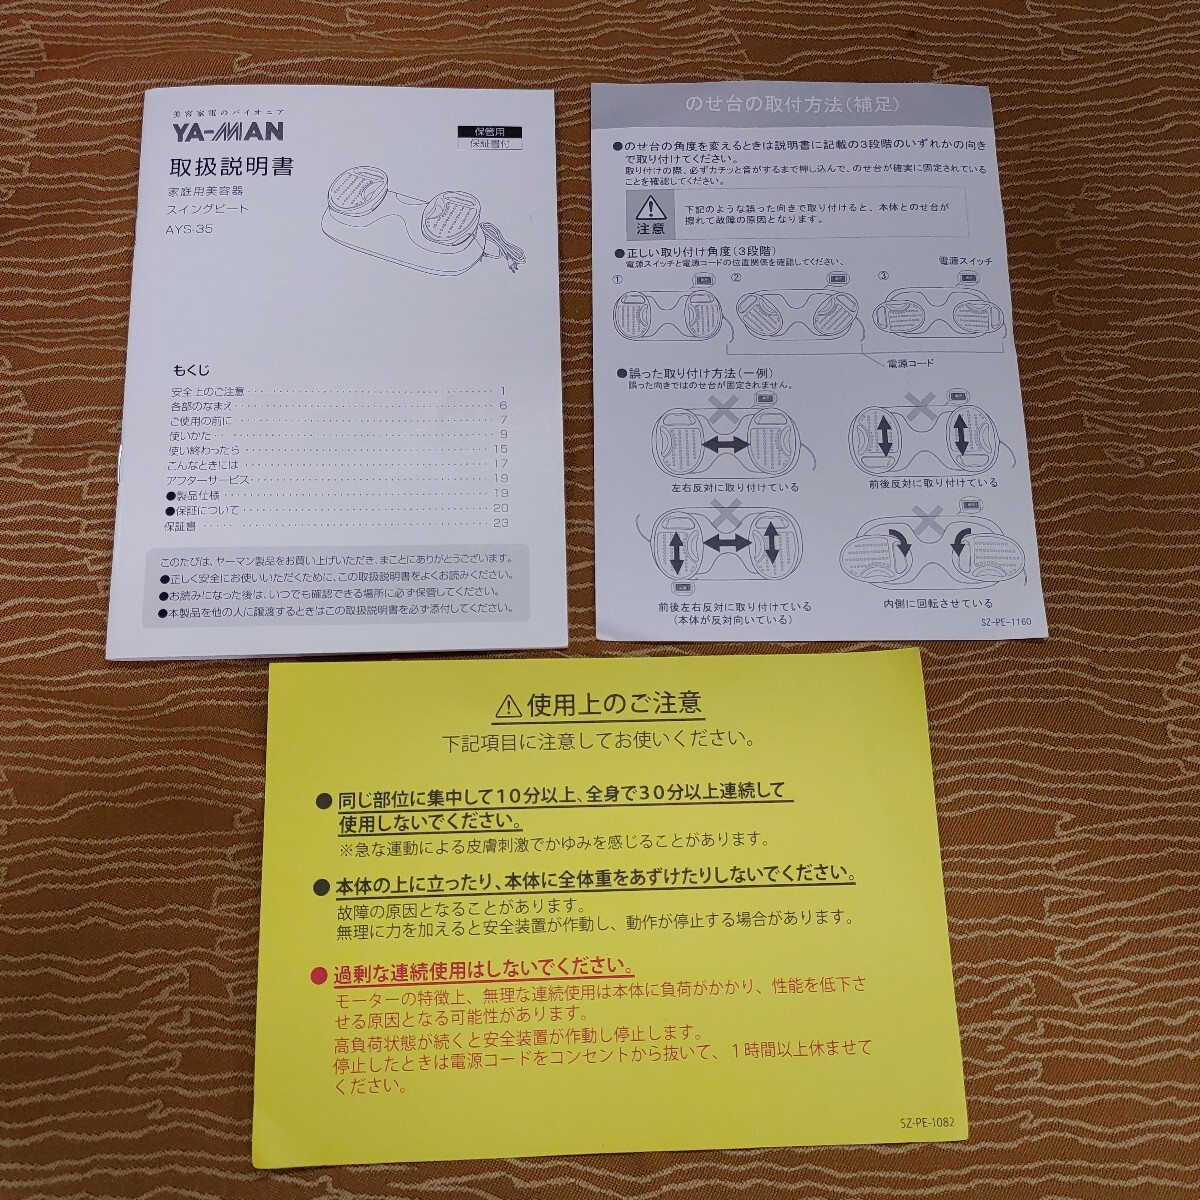 美容家電のパイオニア
YA-MAN
保管用
保証書付
取扱説明書
家庭用美容器
スイングビート
AYS-35
もくじ
安全上のご注意 1
各部のなまえ 6
ご使用の前に 7
使いかた 9
使い終わったら 15
こんなときには 17
アフターサービス 19
●製品仕様 19
●保証について 20
保証書 23
このたびは、ヤーマン製品をお買い上げいただき、まことにありがとうございます。
●正しく安全にお使いいただくために、この取扱説明書をよくお読みください。
●お読みになった後は、いつでも確認できる場所に必ず保管してください。
●本製品を他の人に譲渡するときはこの取扱説明書を必ず添付してください。
のせ台の取付方法(補足)
●のせ台の角度を変えるときは説明書に記載の3段階のいずれかの向き
で取り付けてください。
取り付けの際、必ずカチッと音がするまで押し込んで、のせ台が確実に固定されている
ことを確認してください。
注意
下記のような誤った向きで取り付けると、本体とのせ台が
擦れて故障の原因となります。
●正しい取り付け角度(3段階)
電源スイッチと電源コードの位置関係を確認してください。
電源スイッチ
① ② ③
電源コード
●誤った取り付け方法(一例)
誤った向きではのせ台が固定されません。
左右反対に取り付けている
前後反対に取り付けている
前後左右反対に取り付けている
(本体が反対向いている)
内側に回転させている
SZ-PE-1160
使用上のご注意
下記項目に注意してお使いください。
●同じ部位に集中して10分以上、全身で30分以上連続して
使用しないでください。
※急な運動による皮膚刺激でかゆみを感じることがあります。
●本体の上に立ったり、本体に全体重をあずけたりしないでください。
故障の原因となることがあります。
無理に力を加えると安全装置が作動し、動作が停止する場合があります。
●過剰な連続使用はしないでください。
モーターの特徴上、無理な連続使用は本体に負荷がかかり、性能を低下さ
せる原因となる可能性があります。
高負荷状態が続くと安全装置が作動し停止します。
停止したときは電源コードをコンセントから抜いて、1時間以上休ませて
ください。
SZ-PE-1082